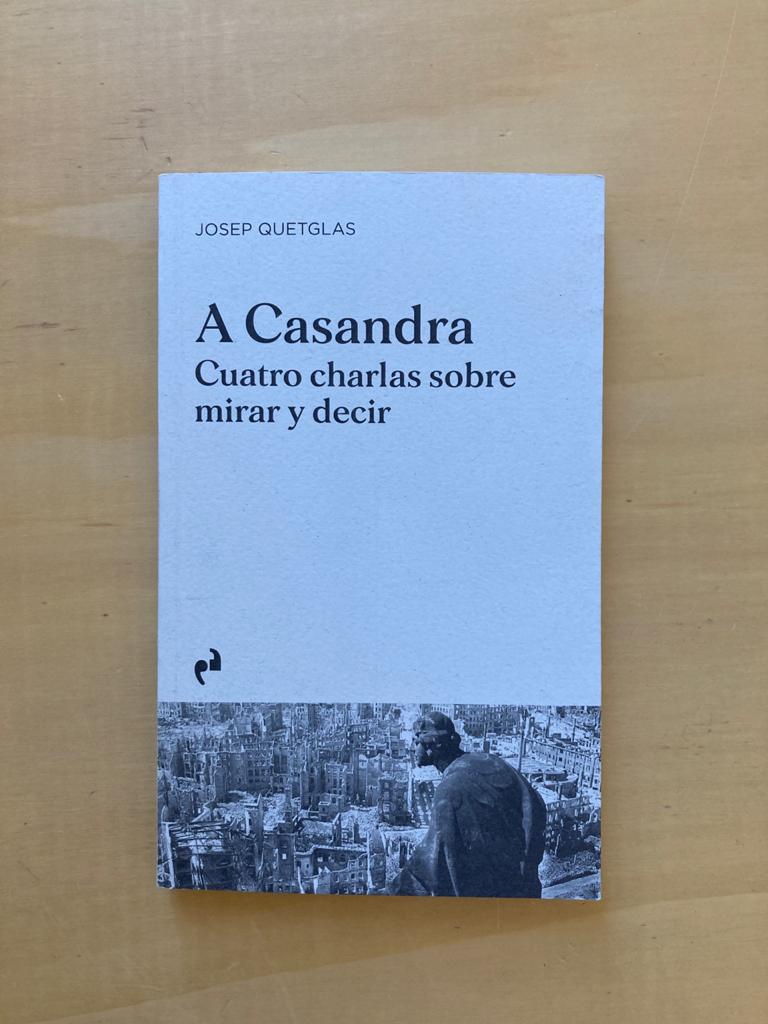 JOSEP QUETGLAS
A Casandra
Cuatro charlas sobre
mirar y decir